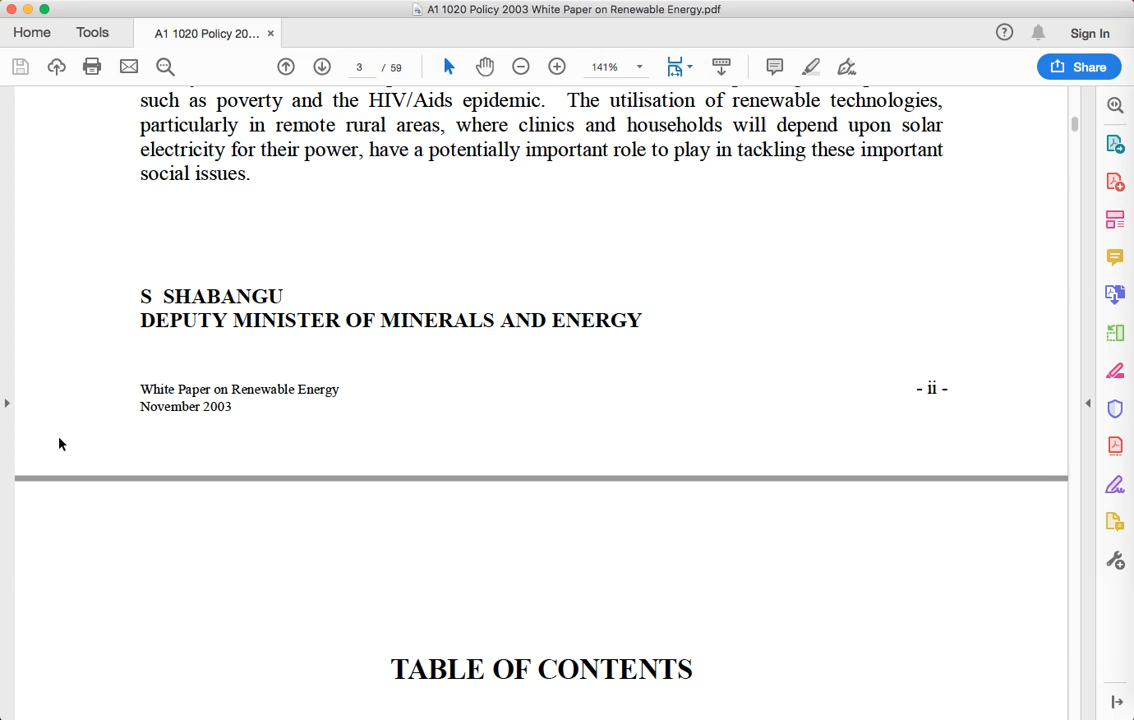 A1 1020 Policy 2003 White Paper on Renewable Energy.pdf
Home Tools A1 1020 Policy 20... × Sign In
3 / 59 141% Share
such as poverty and the HIV/Aids epidemic. The utilisation of renewable technologies,
particularly in remote rural areas, where clinics and households will depend upon solar
electricity for their power, have a potentially important role to play in tackling these important
social issues.
S SHABANGU
DEPUTY MINISTER OF MINERALS AND ENERGY
White Paper on Renewable Energy - ii -
November 2003
TABLE OF CONTENTS